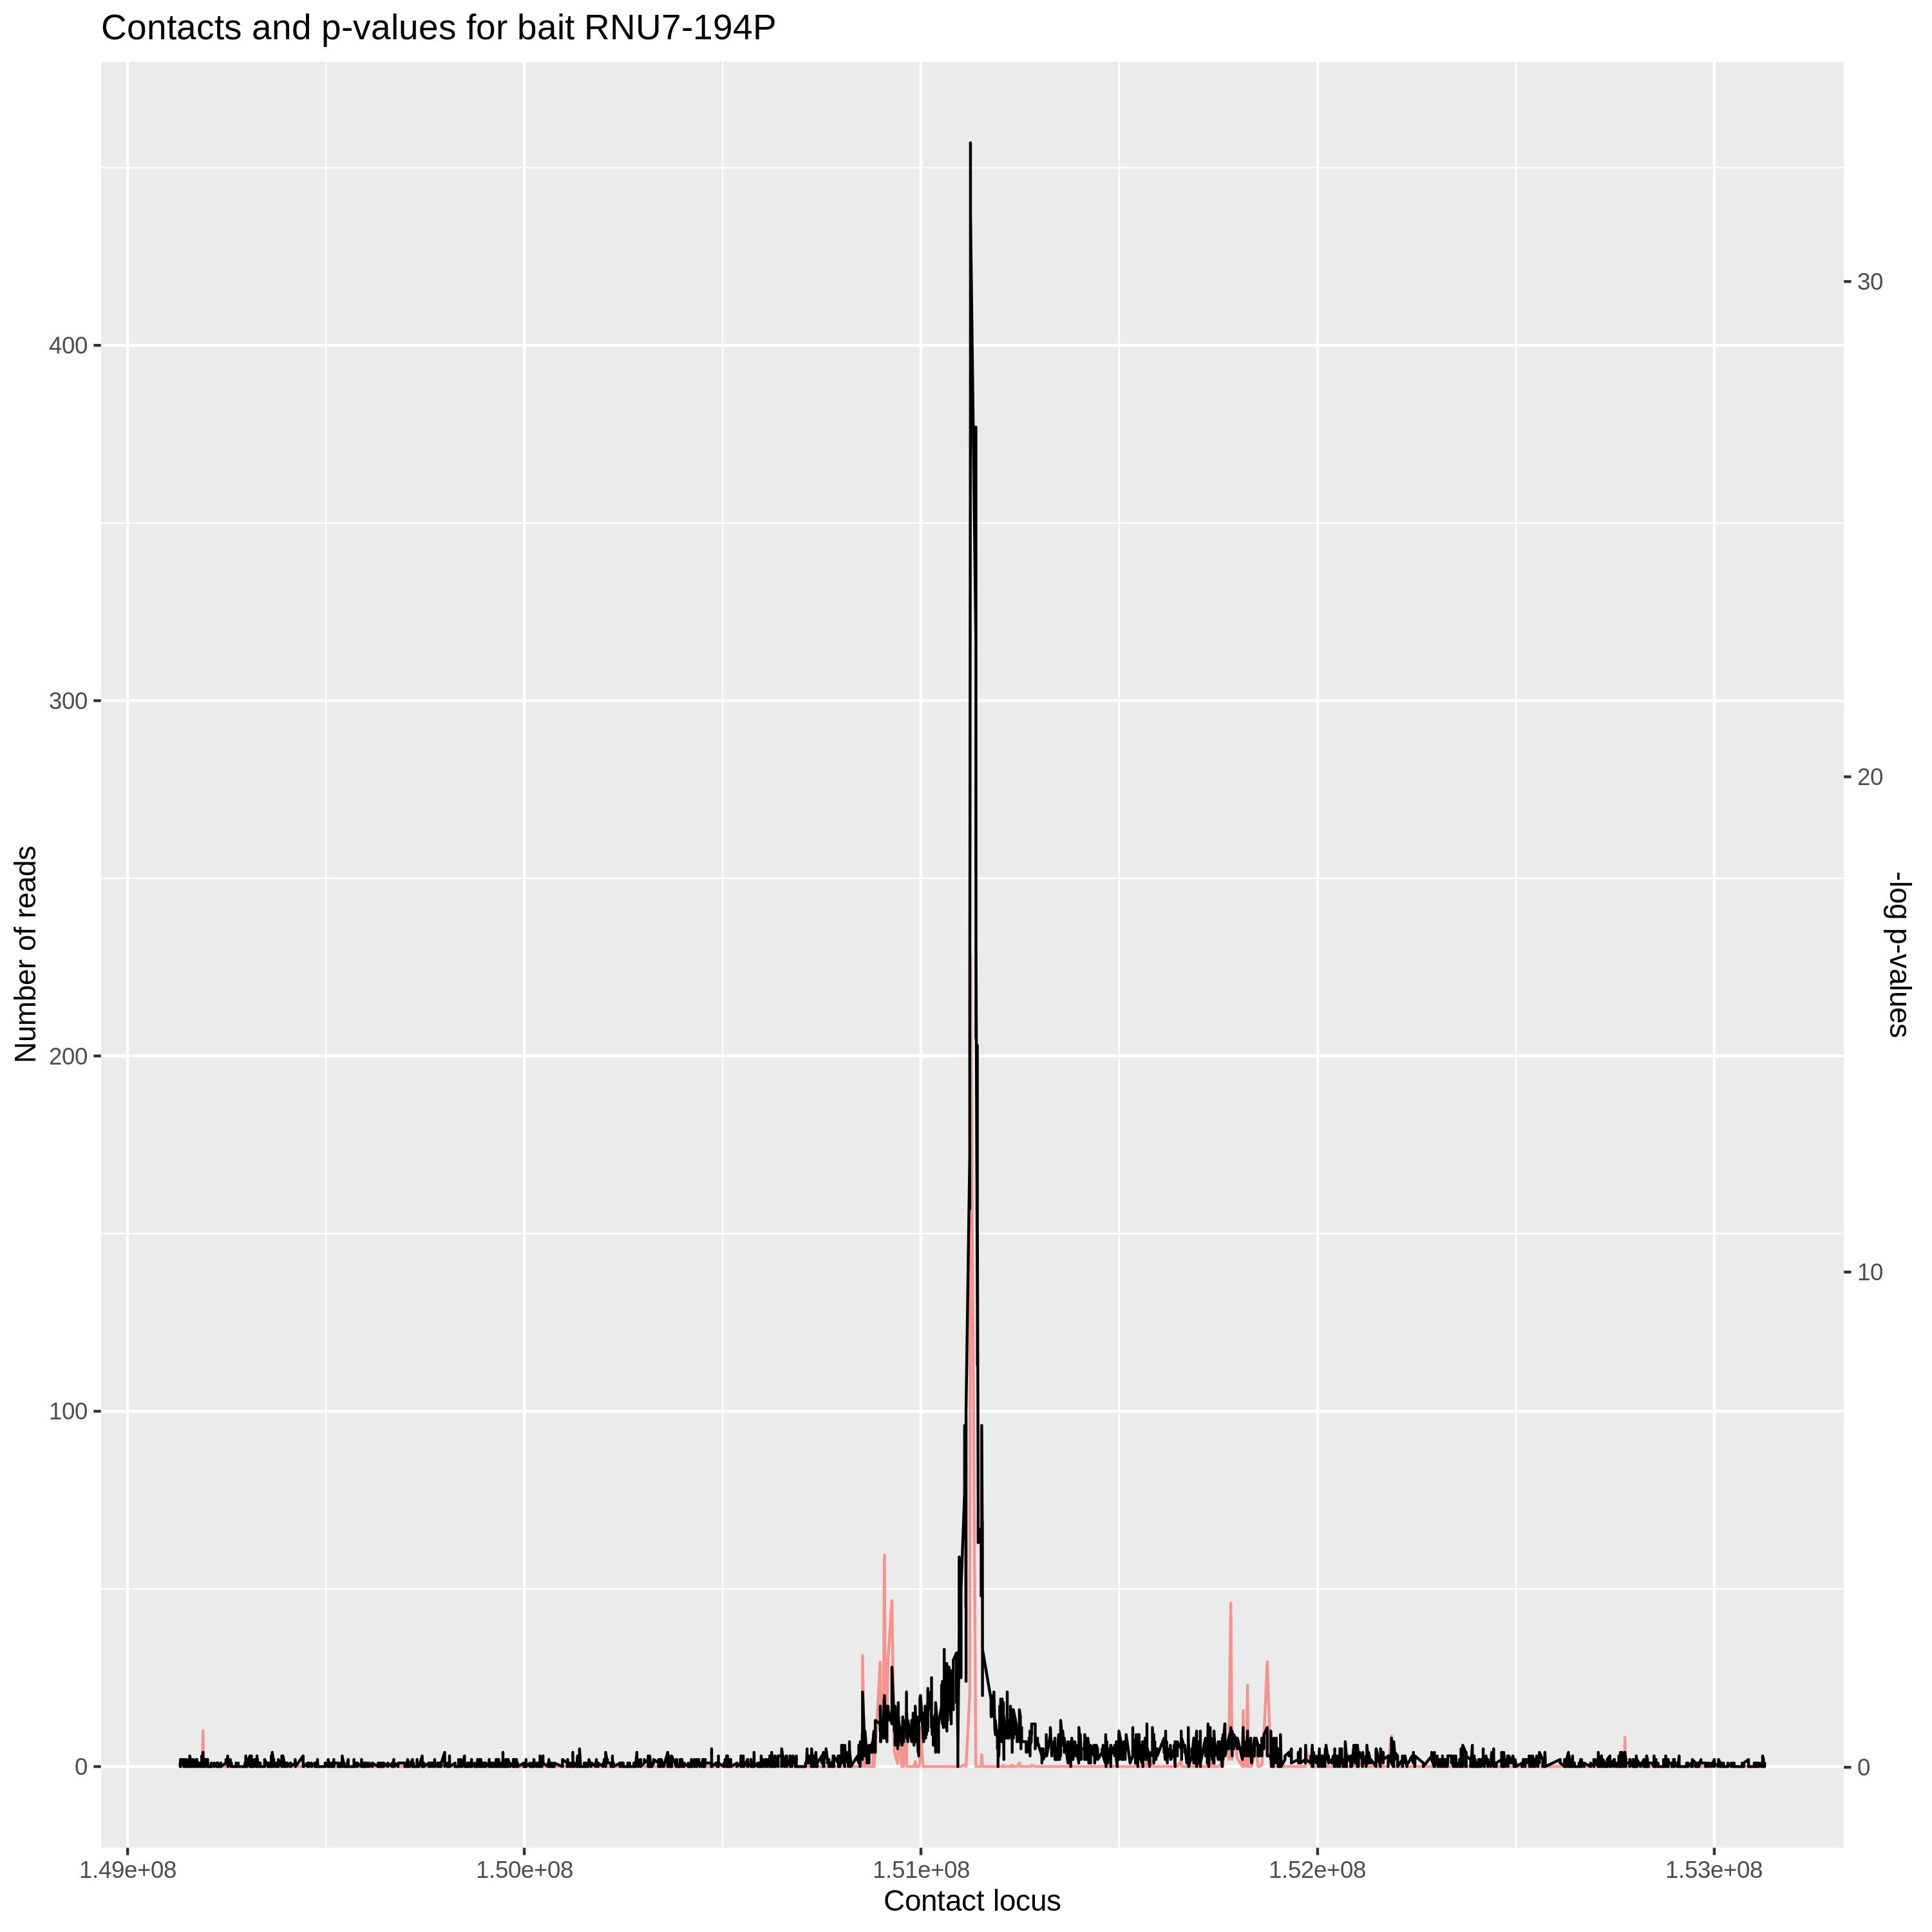 Contacts and p-values for bait RNU7-194P
Number of reads
400
300
200
100
0
30
20
10
0
-log p-values
1.49e+08 1.50e+08 1.51e+08 1.52e+08 1.53e+08
Contact locus